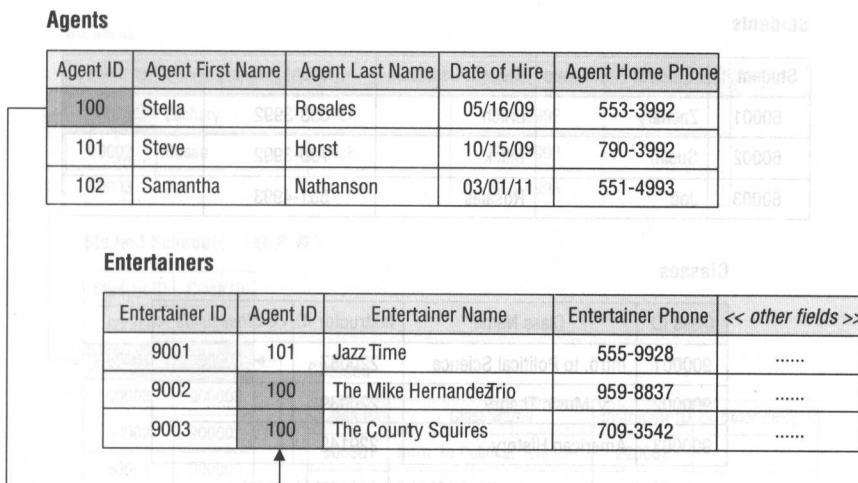 Agents
Agent ID Agent First Name Agent Last Name Date of Hire Agent Home Phone
100 Stella Rosales 05/16/09 553-3992
101 Steve Horst 10/15/09 790-3992
102 Samantha Nathanson 03/01/11 551-4993
Entertainers
Entertainer ID Agent ID Entertainer Name Entertainer Phone << other fields >>
9001 101 Jazz Time 555-9928 ......
9002 100 The Mike HernandezTrio 959-8837 ......
9003 100 The County Squires 709-3542 ......